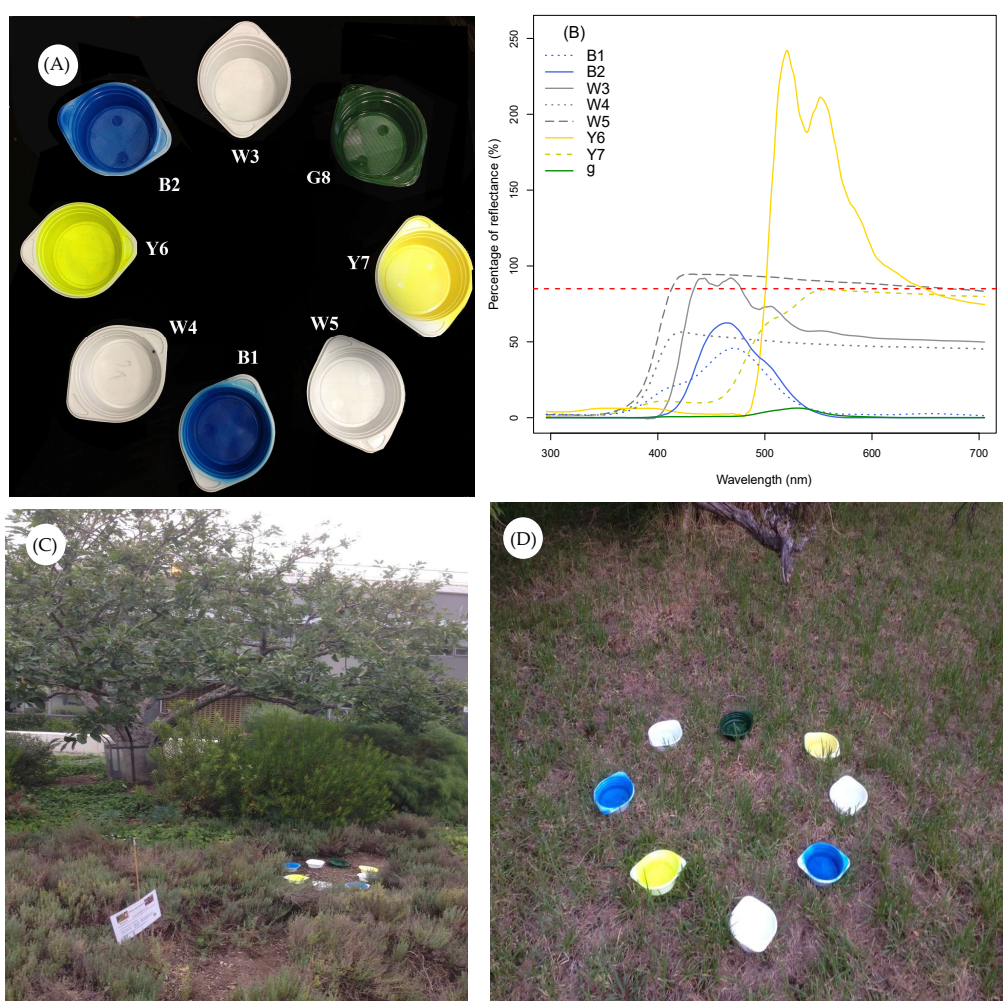 (A)
W3
G8
B2
Y6
Y7
W4
W5
B1
(B)
B1
B2
W3
W4
W5
Y6
Y7
g
Percentage of reflectance (%)
250
200
150
100
50
0
300
400
500
600
700
Wavelength (nm)
(C)
(D)